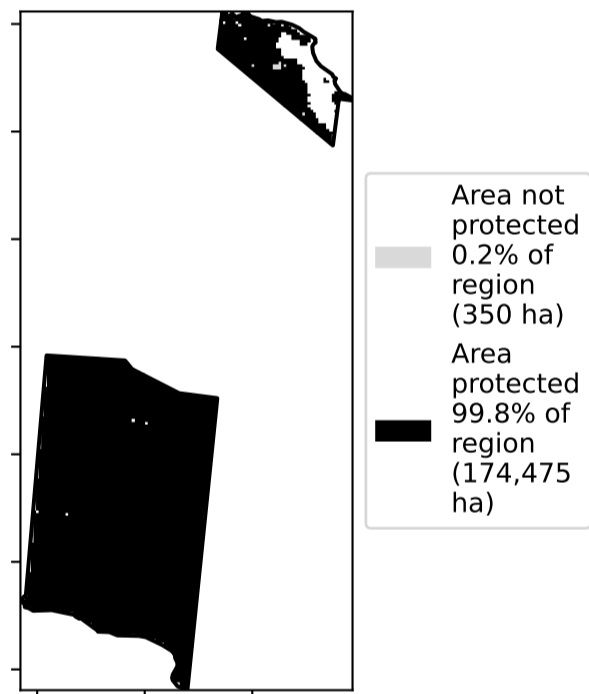 Area not
protected
0.2% of
region
(350 ha)
Area
protected
99.8% of
region
(174,475
ha)